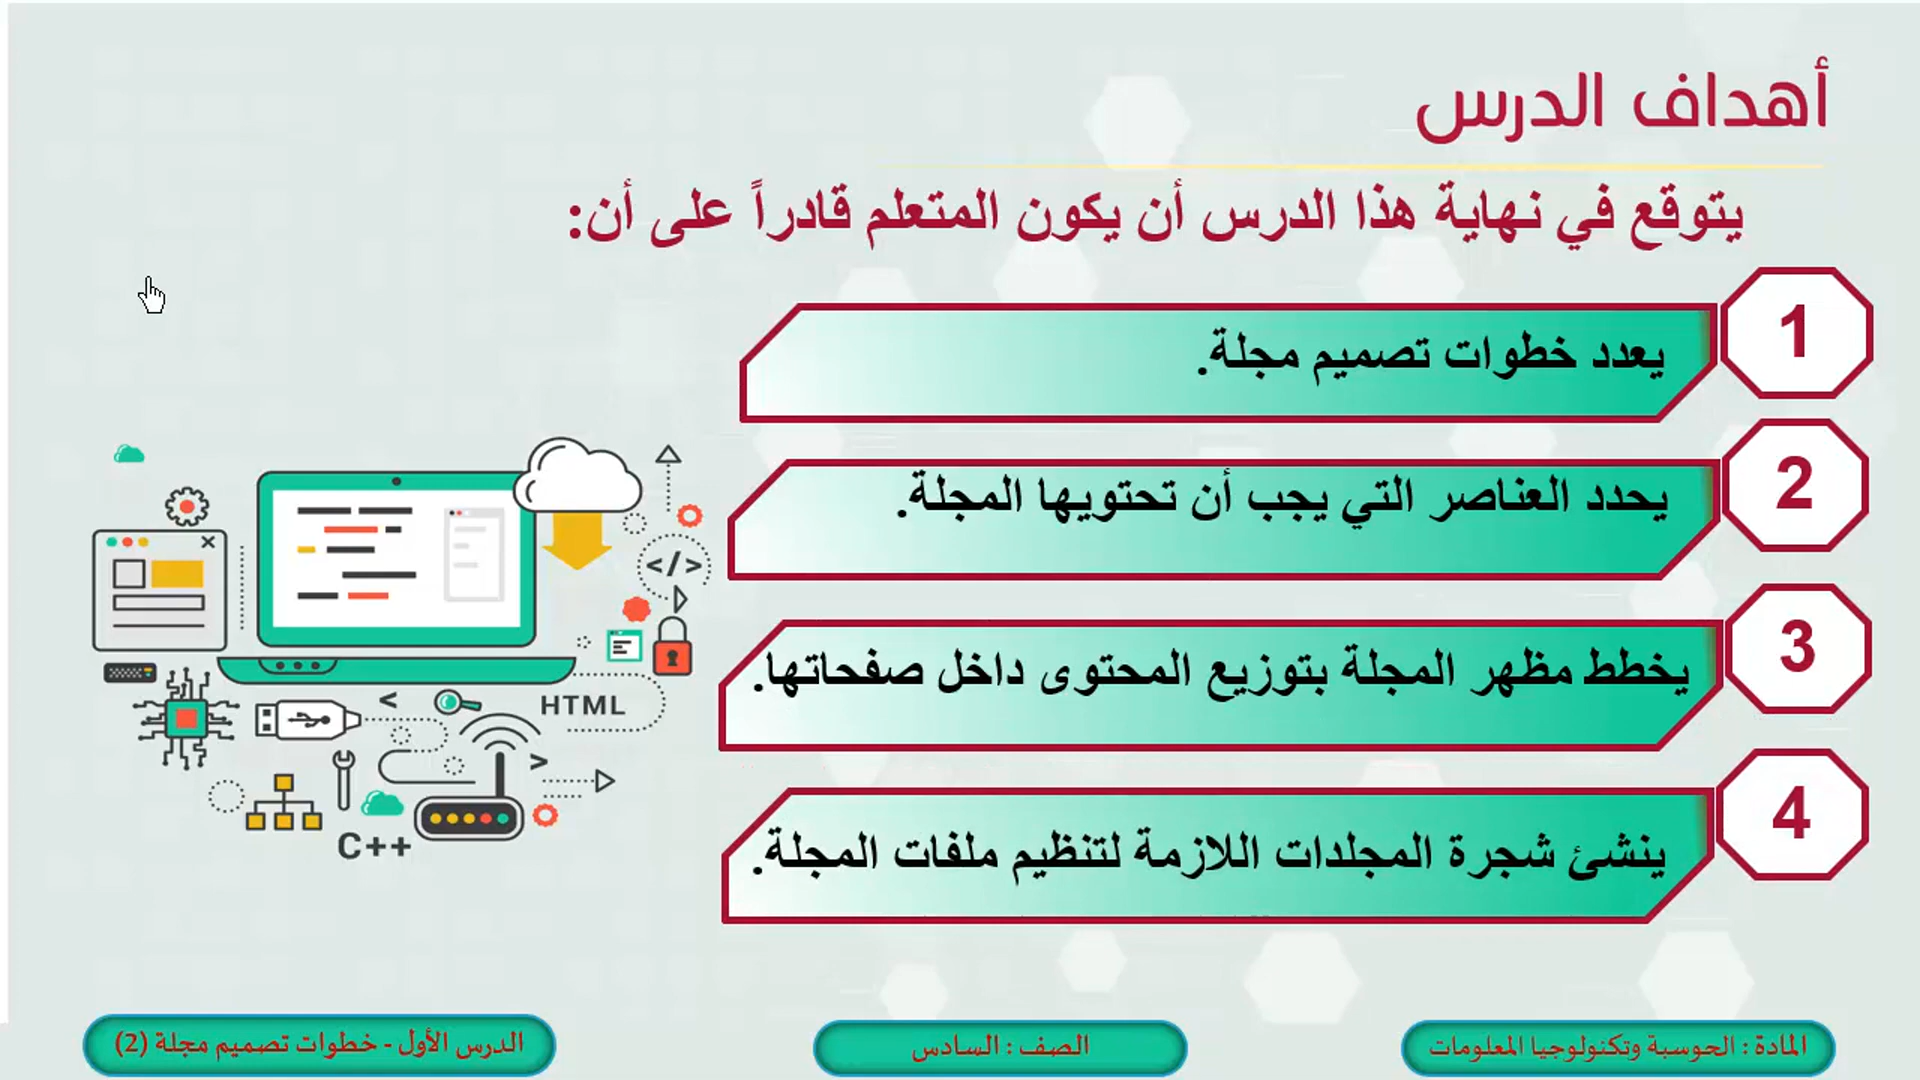 أهداف الدرس
يتوقع في نهاية هذا الدرس أن يكون المتعلم قادراً على أن:
1
يعدد خطوات تصميم مجلة.
2
يحدد العناصر التي يجب أن تحتويها المجلة.
3
يخطط مظهر المجلة بتوزيع المحتوى داخل صفحاتها.
4
ينشئ شجرة المجلدات اللازمة لتنظيم ملفات المجلة.
</>
HTML
<
>
C++
المادة : الحوسبة وتكنولوجيا المعلومات
الصف : السادس
الدرس الأول - خطوات تصميم مجلة (2)